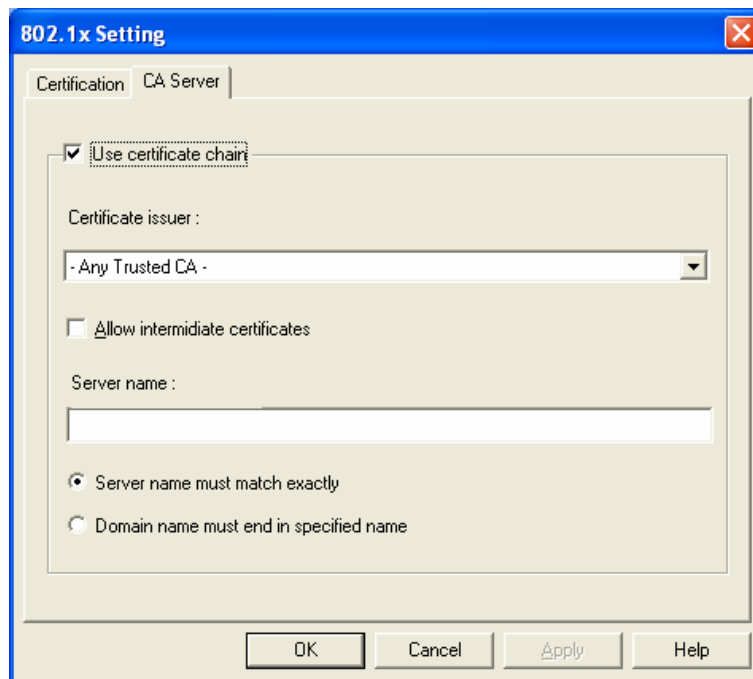 802.1x Setting
Certification CA Server
Use certificate chain
Certificate issuer :
- Any Trusted CA -
Allow intermidiate certificates
Server name :
Server name must match exactly
Domain name must end in specified name
OK Cancel Apply Help